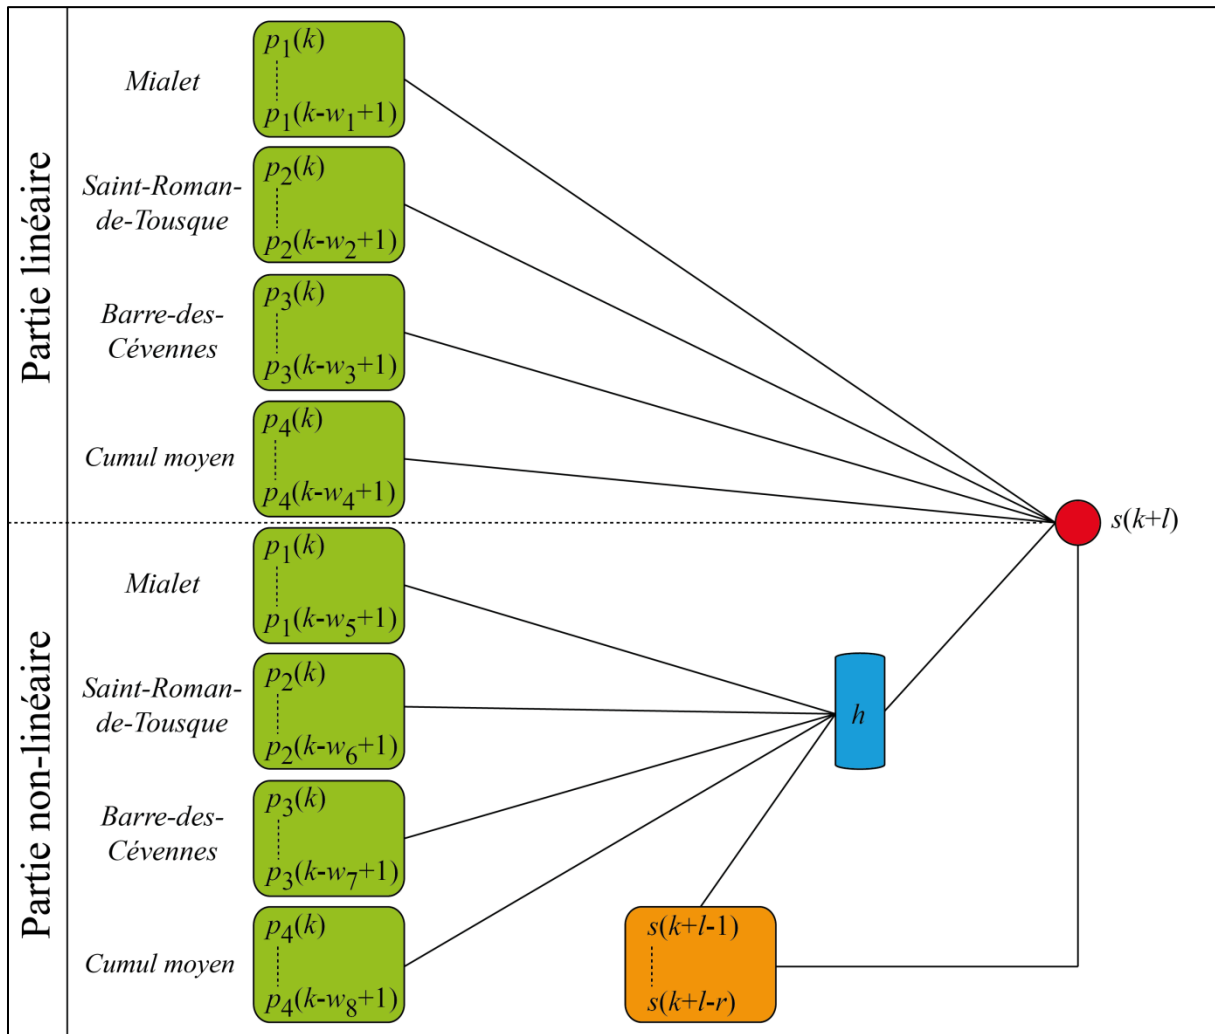 Partie linéaire
Mialet
p1(k)
p1(k-w1+1)
Saint-Roman-
de-Tousque
p2(k)
p2(k-w2+1)
Barre-des-
Cévennes
p3(k)
p3(k-w3+1)
Cumul moyen
p4(k)
p4(k-w4+1)
s(k+l)
Partie non-linéaire
Mialet
p1(k)
p1(k-w5+1)
Saint-Roman-
de-Tousque
p2(k)
p2(k-w6+1)
h
Barre-des-
Cévennes
p3(k)
p3(k-w7+1)
Cumul moyen
p4(k)
p4(k-w8+1)
s(k+l-1)
s(k+l-r)